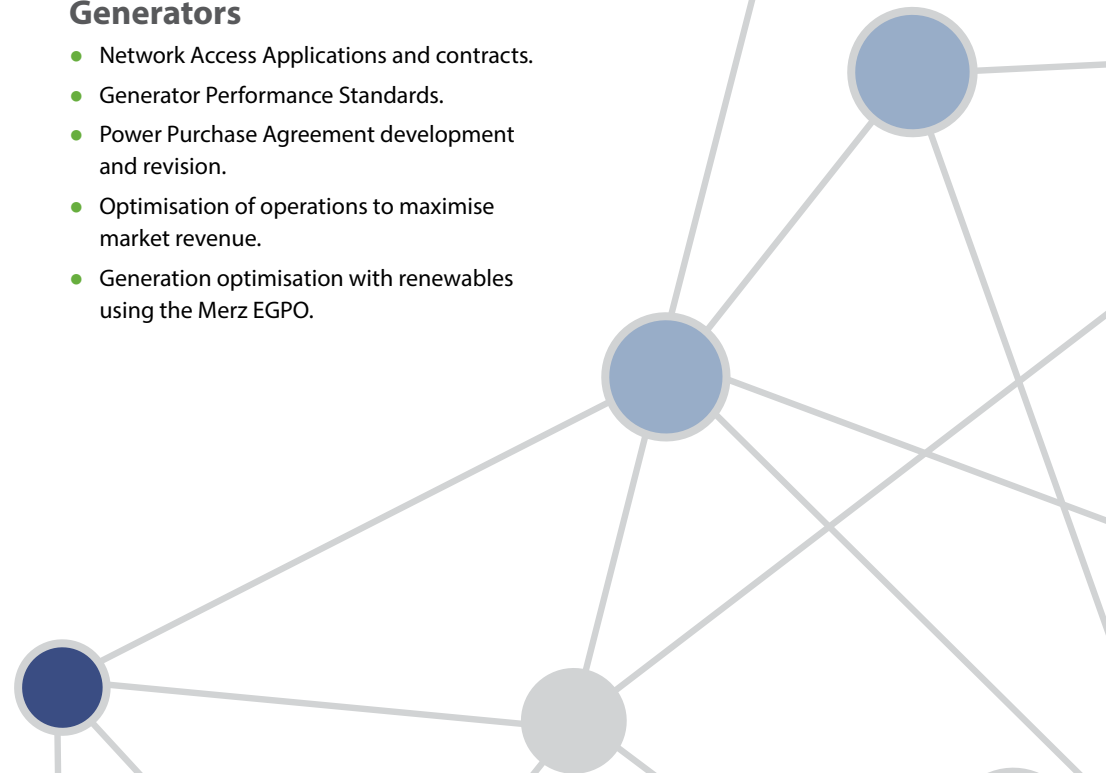 Generators
● Network Access Applications and contracts.
● Generator Performance Standards.
● Power Purchase Agreement development
and revision.
● Optimisation of operations to maximise
market revenue.
● Generation optimisation with renewables
using the Merz EGPO.